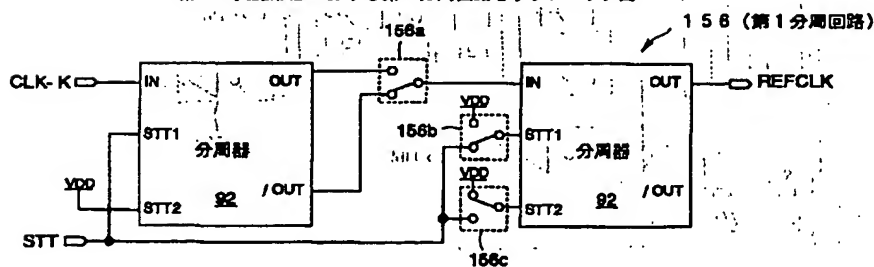 156a
156 (第1分周回路)
CLK-K
IN
OUT
IN
OUT
REFCLK
VDD
156b
STT1
分周器
STT1
分周器
VDD
92
/OUT
VDD
92
/OUT
STT2
STT2
STT
156c